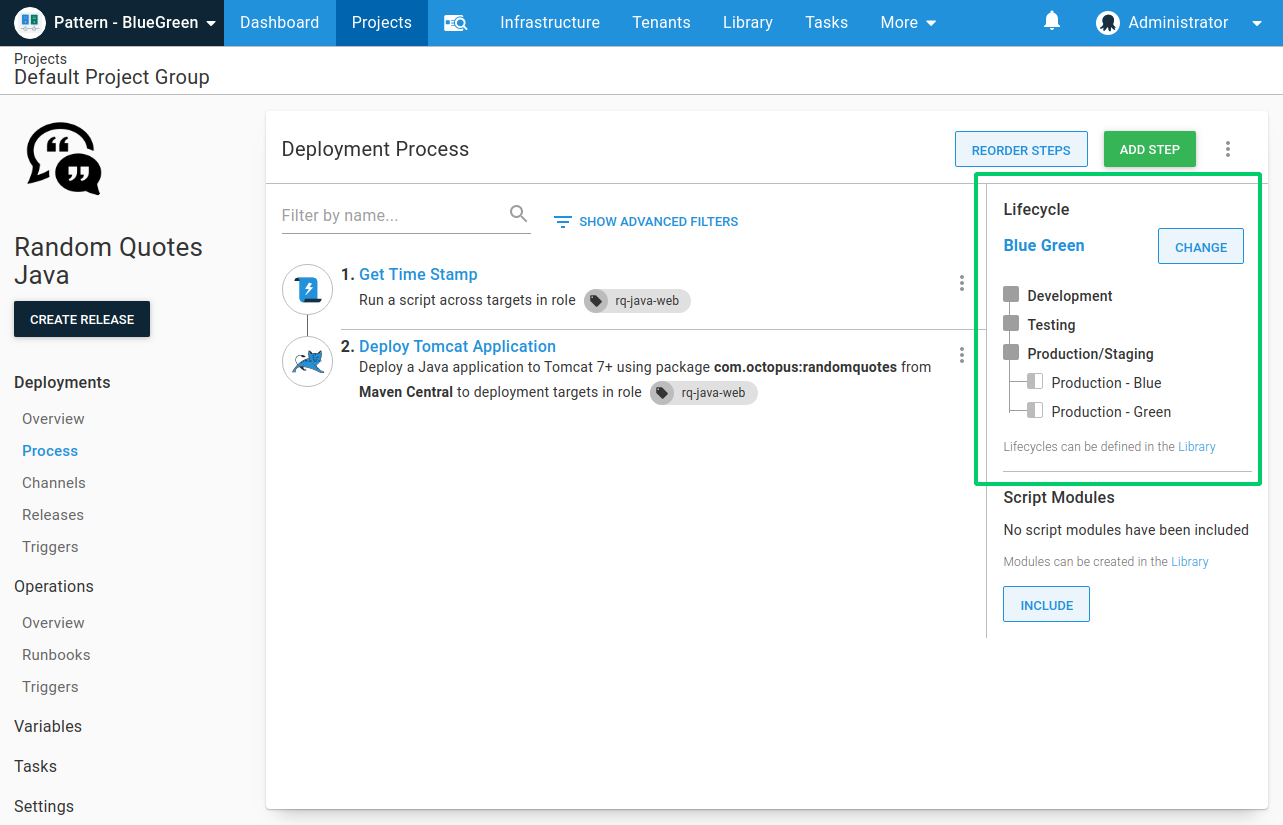 Pattern - BlueGreen
Dashboard
Projects
Infrastructure
Tenants
Library
Tasks
More
Administrator
Projects
Default Project Group
Random Quotes
Java
CREATE RELEASE
Deployments
Overview
Process
Channels
Releases
Triggers
Operations
Overview
Runbooks
Triggers
Variables
Tasks
Settings
Deployment Process
REORDER STEPS
ADD STEP
Filter by name...
SHOW ADVANCED FILTERS
1. Get Time Stamp
Run a script across targets in role rq-java-web
2. Deploy Tomcat Application
Deploy a Java application to Tomcat 7+ using package com.octopus:randomquotes from
Maven Central to deployment targets in role rq-java-web
Lifecycle
Blue Green
CHANGE
Development
Testing
Production/Staging
Production - Blue
Production - Green
Lifecycles can be defined in the Library
Script Modules
No script modules have been included
Modules can be created in the Library
INCLUDE